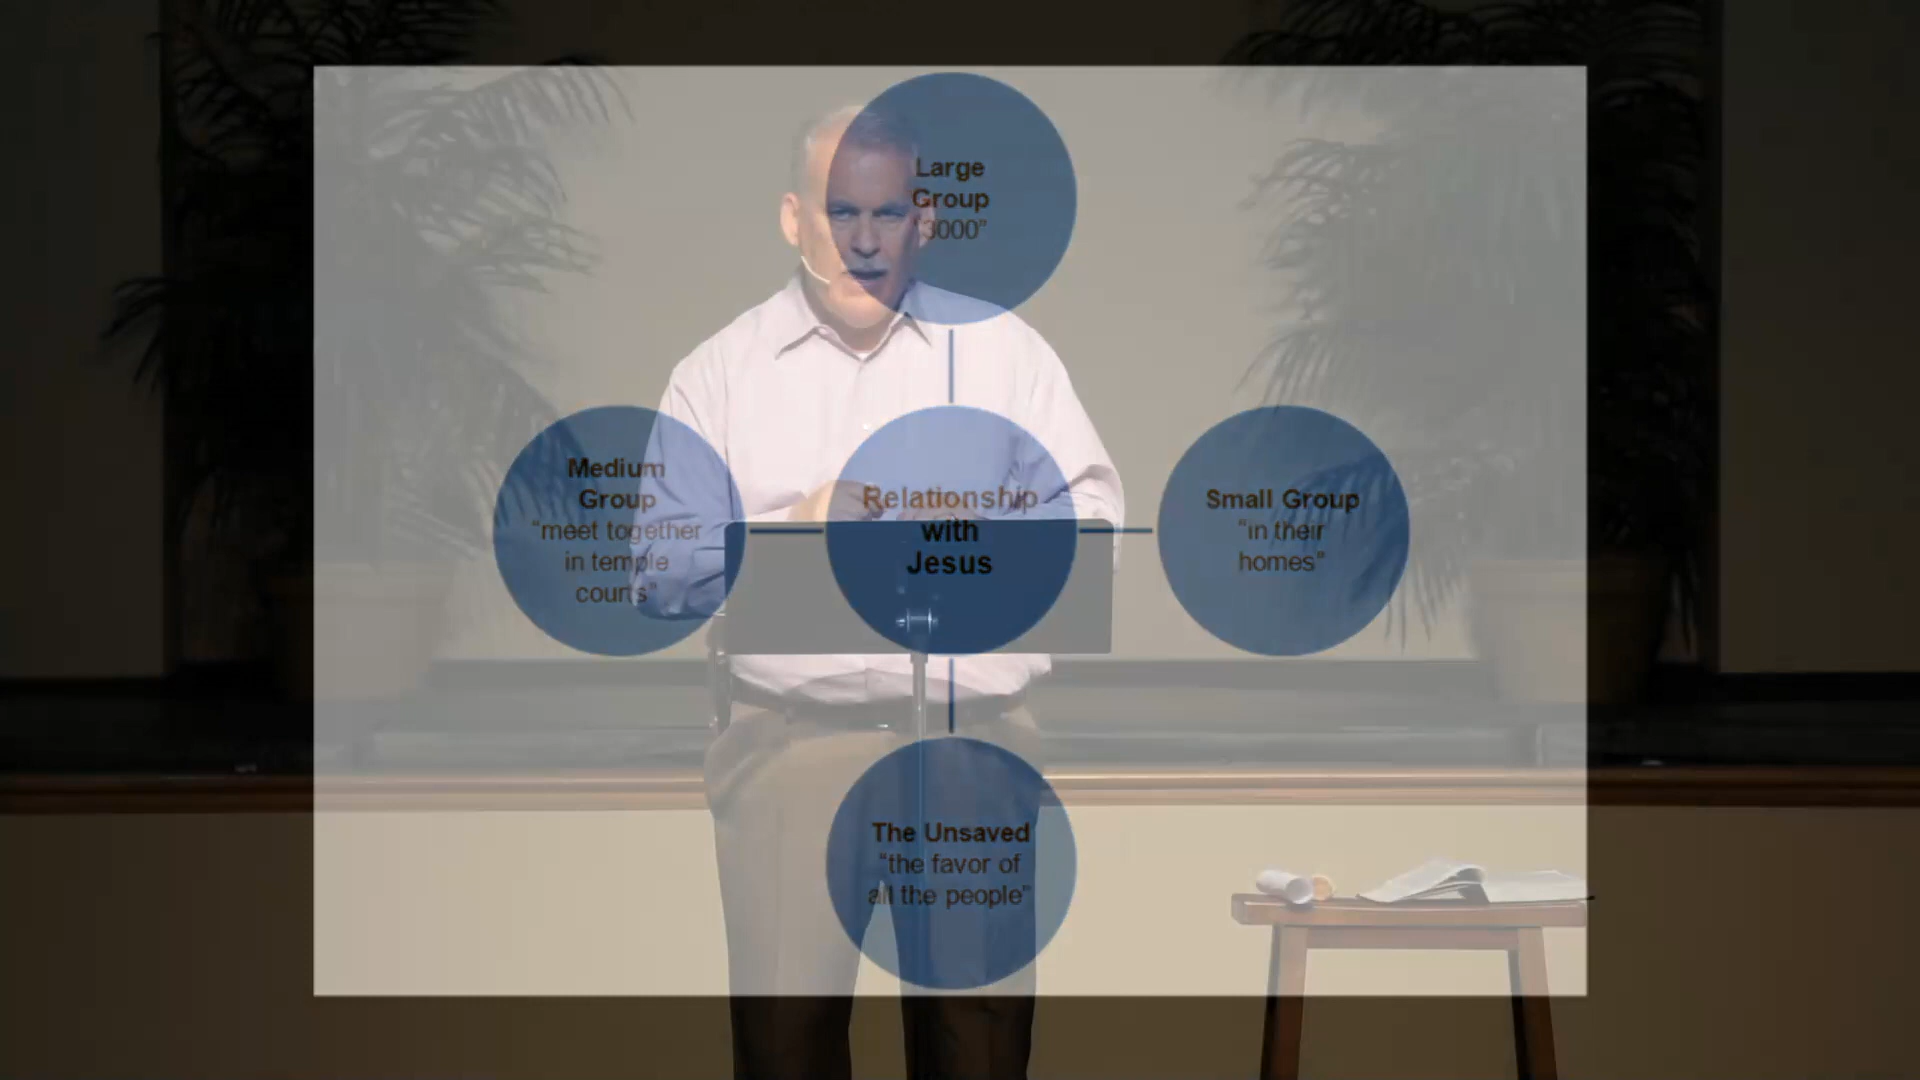 Large
Group
"3000"
Medium
Group
"meet together
in temple
courts"
Relationship
with
Jesus
Small Group
"in their
homes"
The Unsaved
"the favor of
all the people"